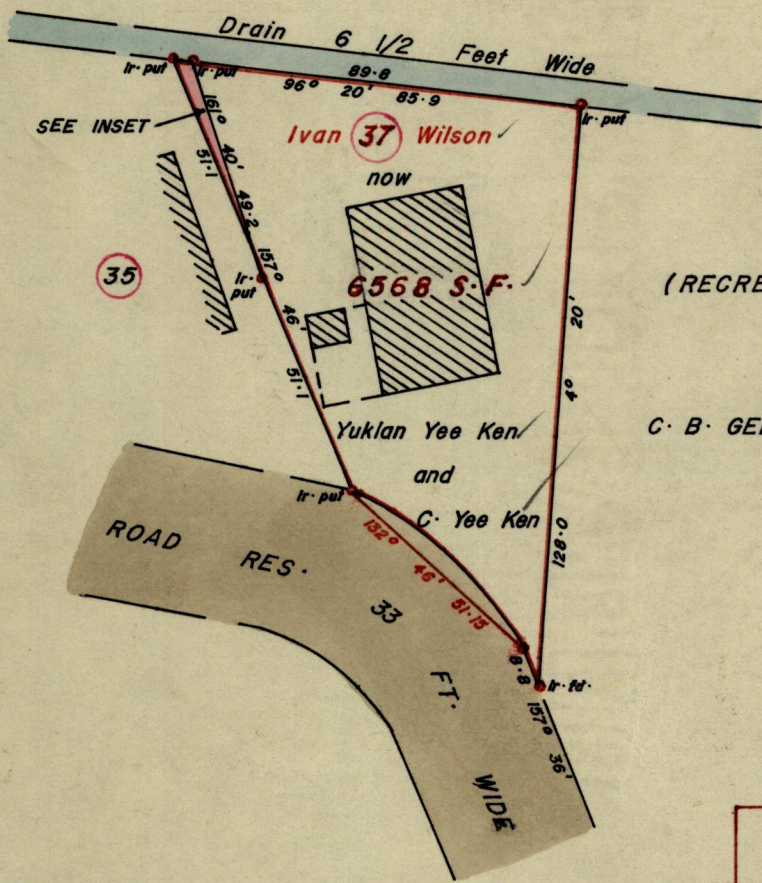 Drain 6 1/2 Feet Wide
Ir. put
Ir. put
89.8
96° 20' 85.9
Ir. put
SEE INSET
161° 40' 49.2
51.1
Ivan 37 Wilson
now
35
Ir. put
157° 46' 51.1
6568 S.F.
(RECRE
4° 20'
128.0
Yuklan Yee Ken
and
C. Yee Ken
C. B. GE
Ir. put
132° 46' 51.15
ROAD RES. 33 FT. WIDE
8.8
Ir. fd.
157° 36'